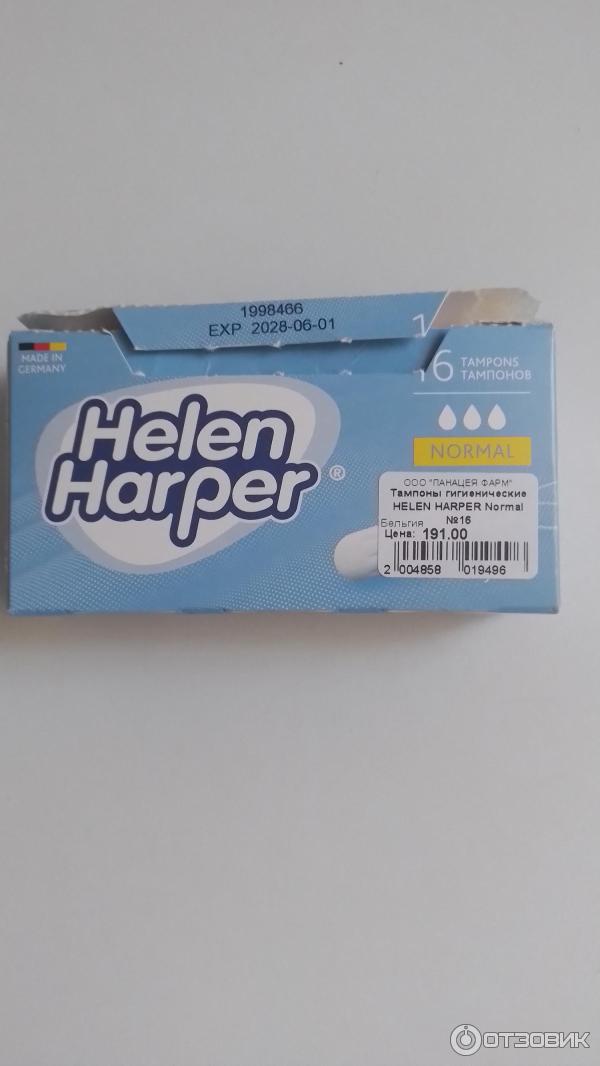 1998466
EXP 2028-06-01
MADE IN
GERMANY
16 TAMPONS
ТАМПОНОВ
Helen
Harper®
NORMAL
ООО "ПАНАЦЕЯ ФАРМ"
Тампоны гигиенические
HELEN HARPER Normal
№16
Бельгия
Цена: 191.00
2 004858 019496
ОТЗОВИК